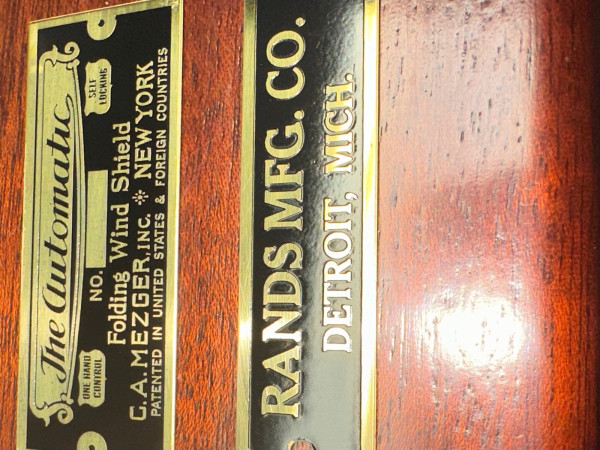 The Automatic
SELF
LOCKING
ONE HAND
CONTROL
NO.
Folding Wind Shield
C.A. MEZGER, INC. ※ NEW YORK
PATENTED IN UNITED STATES & FOREIGN COUNTRIES
RANDS MFG. CO.
DETROIT, MICH.